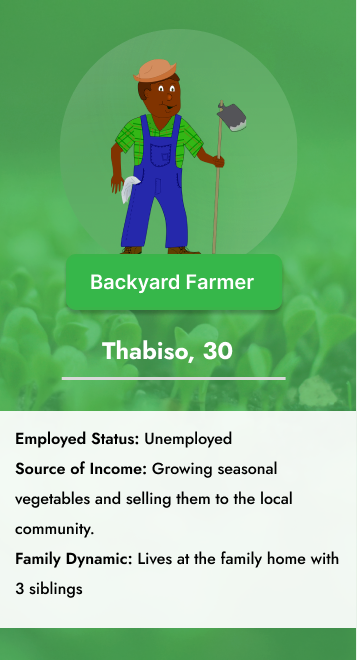 Backyard Farmer
Thabiso, 30
Employed Status: Unemployed
Source of Income: Growing seasonal
vegetables and selling them to the local
community.
Family Dynamic: Lives at the family home with
3 siblings